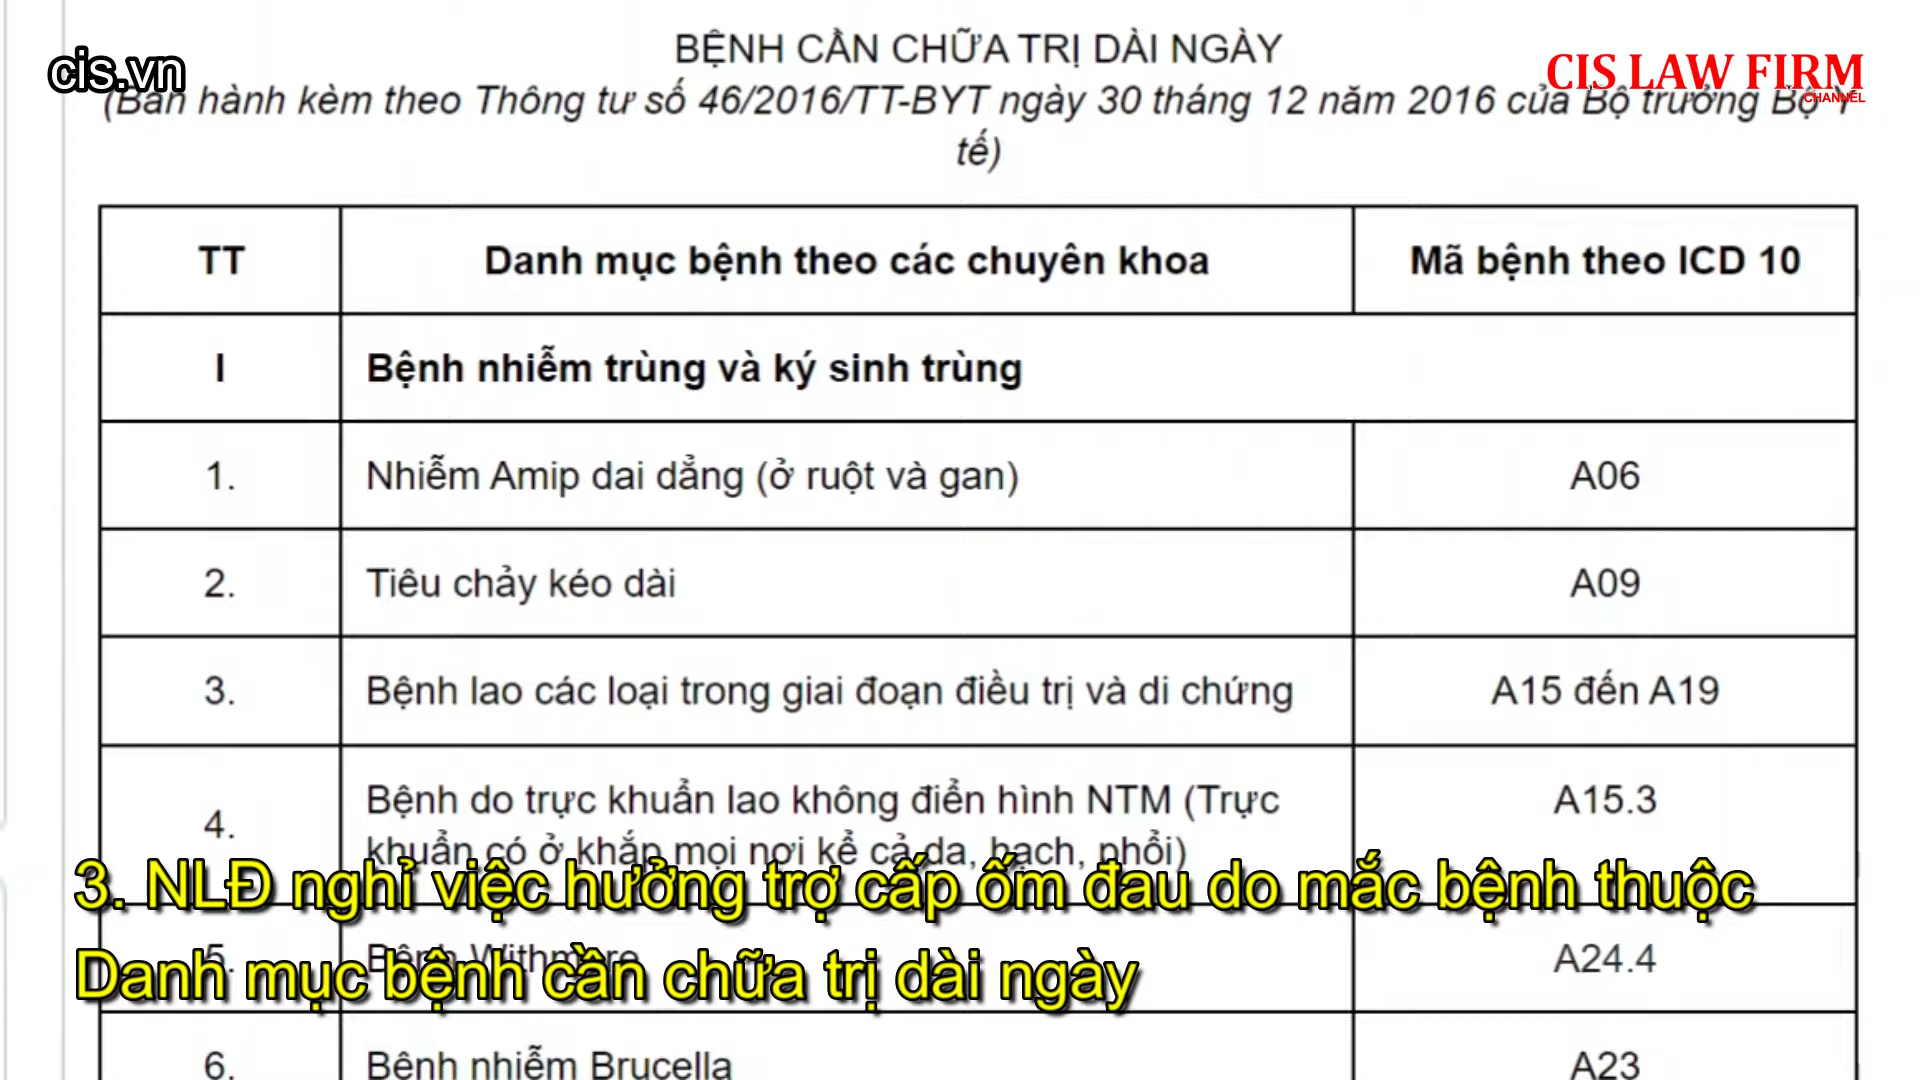 cis.vn
CIS LAW FIRM
CHANNEL
BỆNH CẦN CHỮA TRỊ DÀI NGÀY
(Ban hành kèm theo Thông tư số 46/2016/TT-BYT ngày 30 tháng 12 năm 2016 của Bộ trưởng Bộ Y
tế)
TT Danh mục bệnh theo các chuyên khoa Mã bệnh theo ICD 10
I Bệnh nhiễm trùng và ký sinh trùng
1. Nhiễm Amip dai dẳng (ở ruột và gan) A06
2. Tiêu chảy kéo dài A09
3. Bệnh lao các loại trong giai đoạn điều trị và di chứng A15 đến A19
4. Bệnh do trực khuẩn lao không điển hình NTM (Trực A15.3
khuẩn có ở khắp mọi nơi kể cả da, hạch, phổi)
3. NLĐ nghỉ việc hưởng trợ cấp ốm đau do mắc bệnh thuộc
5. Bệnh Withmore A24.4
Danh mục bệnh cần chữa trị dài ngày
6. Bệnh nhiễm Brucella A23